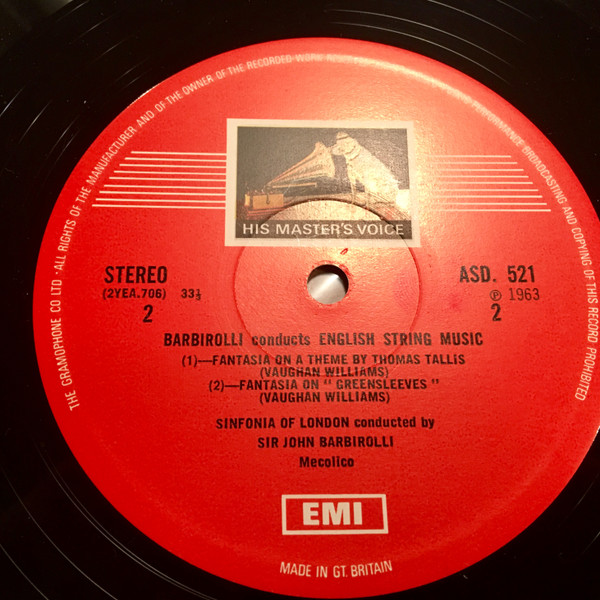 THE GRAMOPHONE CO LTD · ALL RIGHTS OF THE MANUFACTURER AND OF THE OWNER OF THE RECORDED WORK
PERFORMANCE BROADCASTING AND COPYING OF THIS RECORD PROHIBITED
HIS MASTER'S VOICE
STEREO
(2YEA.706) 33⅓
2
ASD. 521
Ⓟ 1963
2
BARBIROLLI conducts ENGLISH STRING MUSIC
(1)—FANTASIA ON A THEME BY THOMAS TALLIS
(VAUGHAN WILLIAMS)
(2)—FANTASIA ON "GREENSLEEVES"
(VAUGHAN WILLIAMS)
SINFONIA OF LONDON conducted by
SIR JOHN BARBIROLLI
Mecolico
EMI
MADE IN GT. BRITAIN